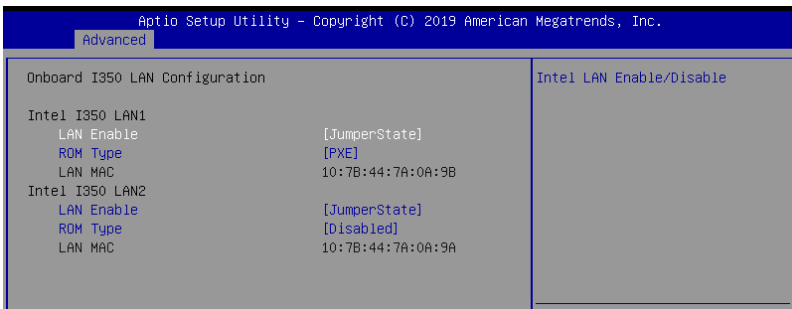 Aptio Setup Utility – Copyright (C) 2019 American Megatrends, Inc.
Advanced
Onboard I350 LAN Configuration
Intel LAN Enable/Disable
Intel I350 LAN1
LAN Enable [JumperState]
ROM Type [PXE]
LAN MAC 10:7B:44:7A:0A:9B
Intel I350 LAN2
LAN Enable [JumperState]
ROM Type [Disabled]
LAN MAC 10:7B:44:7A:0A:9A